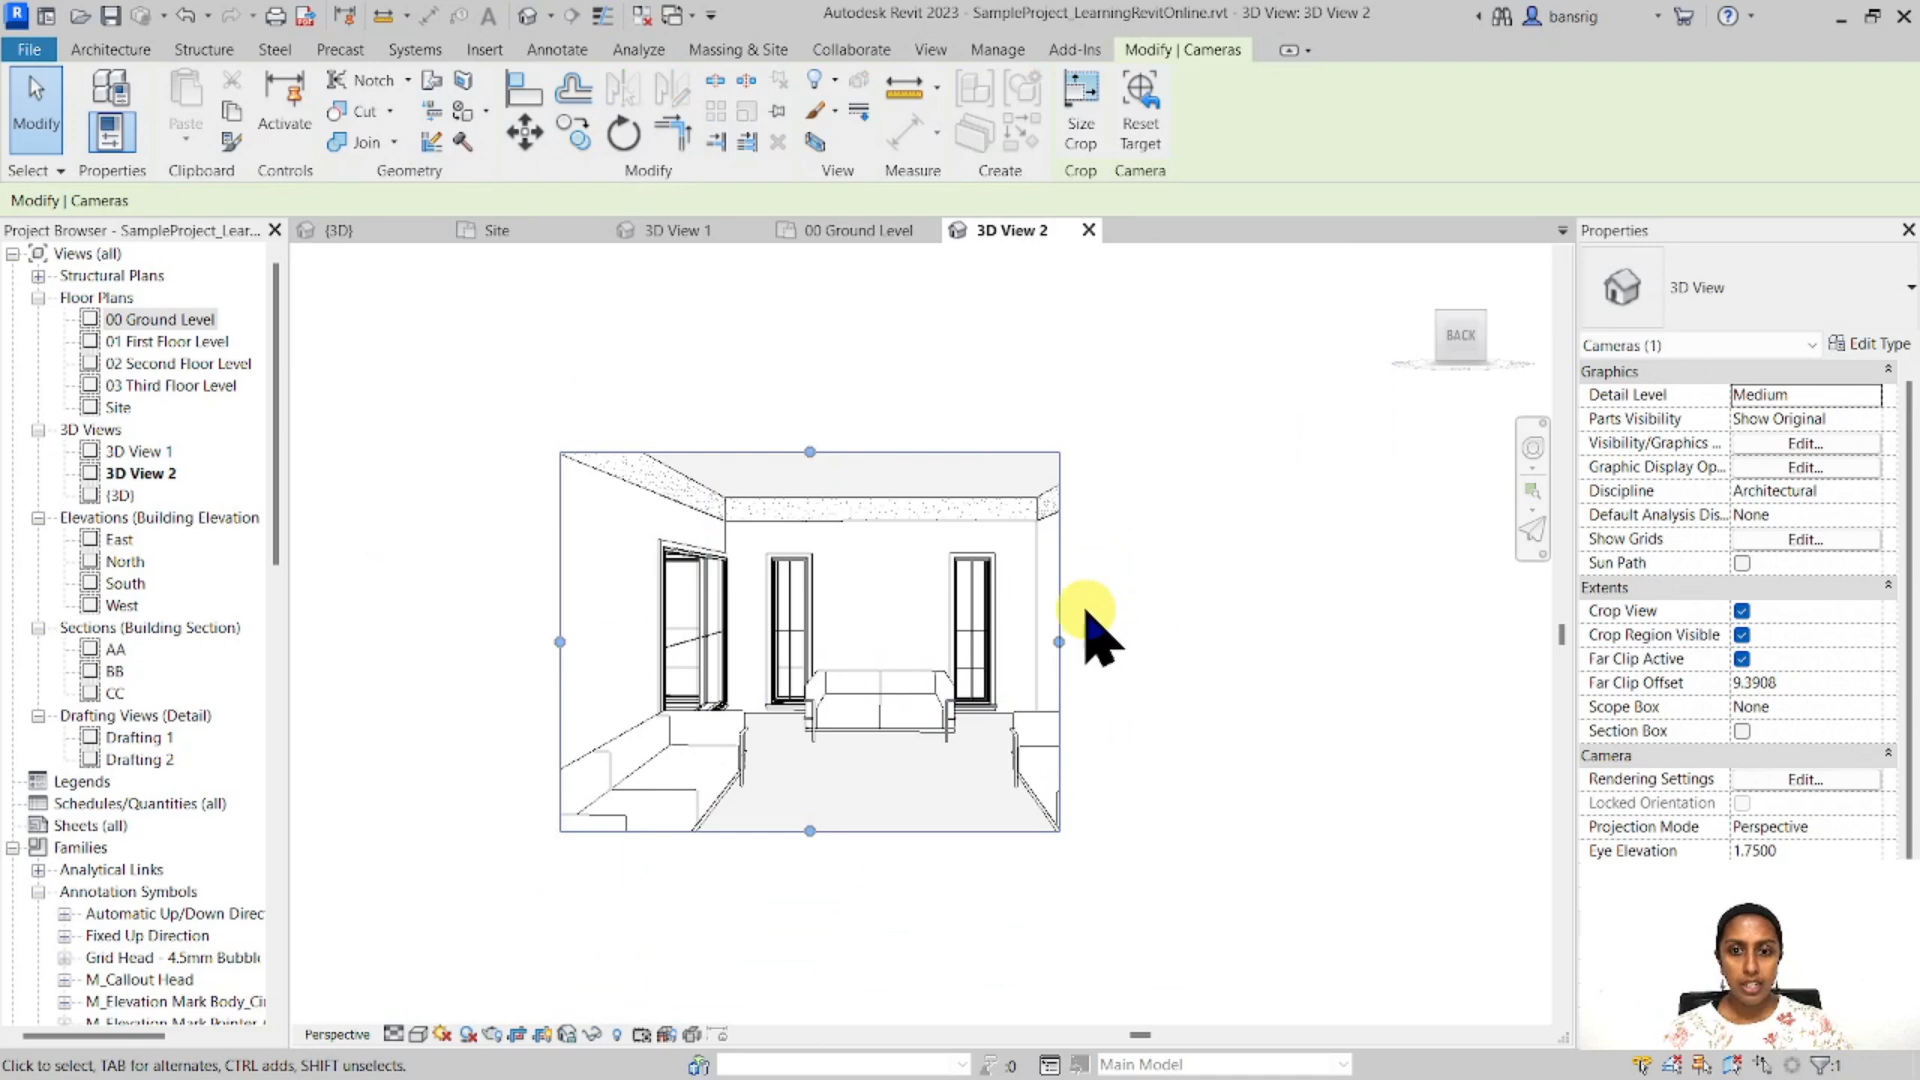 Autodesk Revit 2023 - SampleProject_LearningRevitOnline.rvt - 3D View: 3D View 2
bansrig
File Architecture Structure Steel Precast Systems Insert Annotate Analyze Massing & Site Collaborate View Manage Add-Ins Modify | Cameras
Modify
Paste
Activate
Notch
Cut
Join
Size Crop
Reset Target
Select Properties Clipboard Controls Geometry Modify View Measure Create Crop Camera
Modify | Cameras
Project Browser - SampleProject_Lear...
{3D} Site 3D View 1 00 Ground Level 3D View 2
Properties
Views (all)
Structural Plans
Floor Plans
00 Ground Level
01 First Floor Level
02 Second Floor Level
03 Third Floor Level
Site
3D Views
3D View 1
3D View 2
{3D}
Elevations (Building Elevation
East
North
South
West
Sections (Building Section)
AA
BB
CC
Drafting Views (Detail)
Drafting 1
Drafting 2
Legends
Schedules/Quantities (all)
Sheets (all)
Families
Analytical Links
Annotation Symbols
Automatic Up/Down Direc
Fixed Up Direction
Grid Head - 4.5mm Bubble
M_Callout Head
M_Elevation Mark Body_Ci
M_Elevation Mark Pointer
BACK
3D View
Cameras (1) Edit Type
Graphics
Detail Level Medium
Parts Visibility Show Original
Visibility/Graphics ... Edit...
Graphic Display Op... Edit...
Discipline Architectural
Default Analysis Dis... None
Show Grids Edit...
Sun Path
Extents
Crop View
Crop Region Visible
Far Clip Active
Far Clip Offset 9.3908
Scope Box None
Section Box
Camera
Rendering Settings Edit...
Locked Orientation
Projection Mode Perspective
Eye Elevation 1.7500
Perspective
Click to select, TAB for alternates, CTRL adds, SHIFT unselects.
:0
Main Model
:1